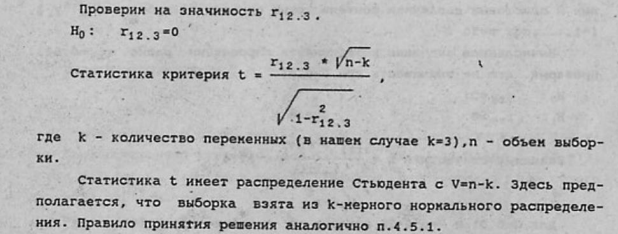 Проверим на значимость r12.3.
H0: r12.3=0
Статистика критерия t = r12.3 * √n-k / √1-r²12.3 ,
где k - количество переменных (в нашем случае k=3),n - объем выбор-
ки.
Статистика t имеет распределение Стьюдента с V=n-k. Здесь пред-
полагается, что выборка взята из k-мерного нормального распределе-
ния. Правило принятия решения аналогично п.4.5.1.